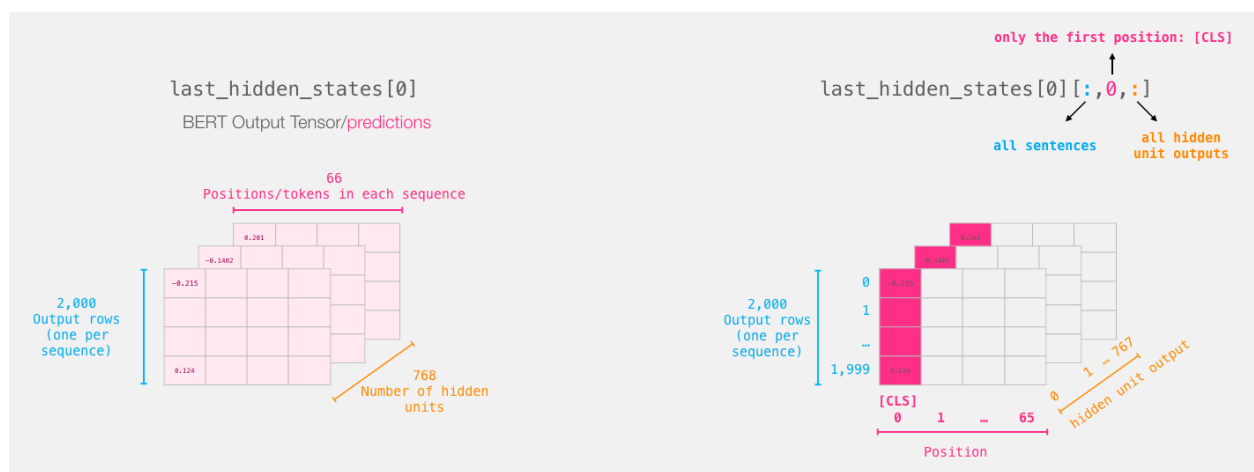 last_hidden_states[0]
BERT Output Tensor/predictions
66
Positions/tokens in each sequence
0.201
-0.1402
-0.215
0.124
2,000
Output rows
(one per
sequence)
768
Number of hidden
units
only the first position: [CLS]
last_hidden_states[0][:,0,:]
all sentences
all hidden
unit outputs
0.201
-0.1402
-0.215
0.124
2,000
Output rows
(one per
sequence)
0
1
…
1,999
[CLS]
0 1 … 65
Position
0 1 … 767
hidden unit output